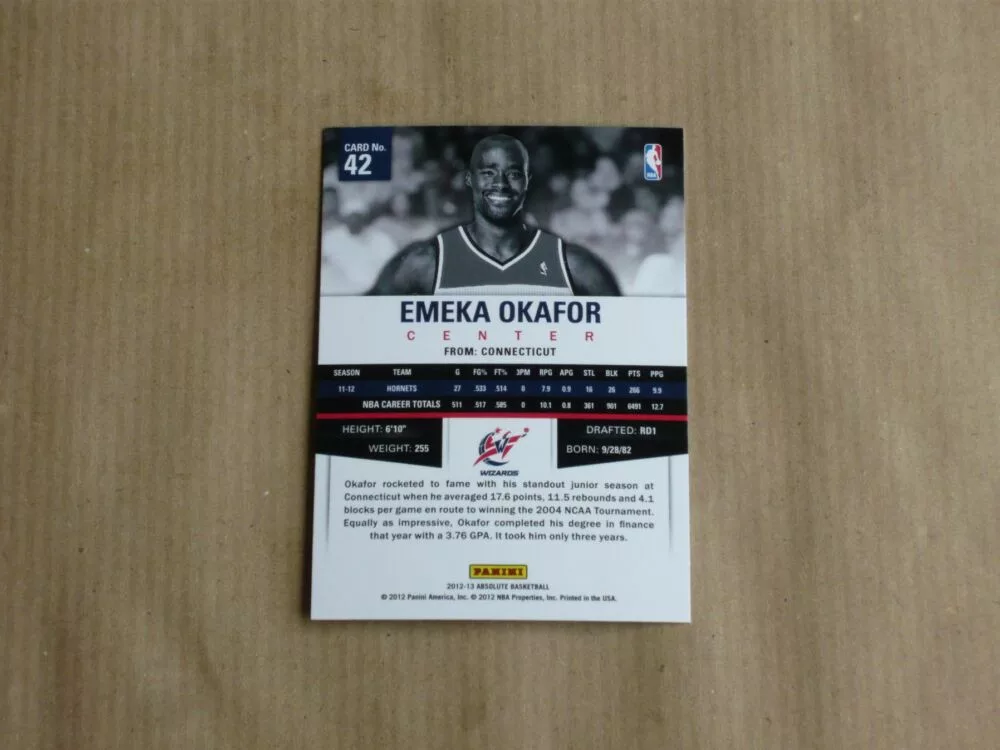 CARD No.
42
NBA
EMEKA OKAFOR
CENTER
FROM: CONNECTICUT
SEASON TEAM G FG% FT% 3PM RPG APG STL BLK PTS PPG
11-12 HORNETS 27 .533 .514 0 7.9 0.9 16 26 266 9.9
NBA CAREER TOTALS 511 .517 .585 0 10.1 0.8 361 961 6491 12.7
HEIGHT: 6'10" DRAFTED: RD1
WEIGHT: 255 BORN: 9/28/82
WIZARDS
Okafor rocketed to fame with his standout junior season at
Connecticut when he averaged 17.6 points, 11.5 rebounds and 4.1
blocks per game en route to winning the 2004 NCAA Tournament.
Equally as impressive, Okafor completed his degree in finance
that year with a 3.76 GPA. It took him only three years.
PANINI
2012-13 ABSOLUTE BASKETBALL
© 2012 Panini America, Inc. © 2012 NBA Properties, Inc. Printed in the USA.